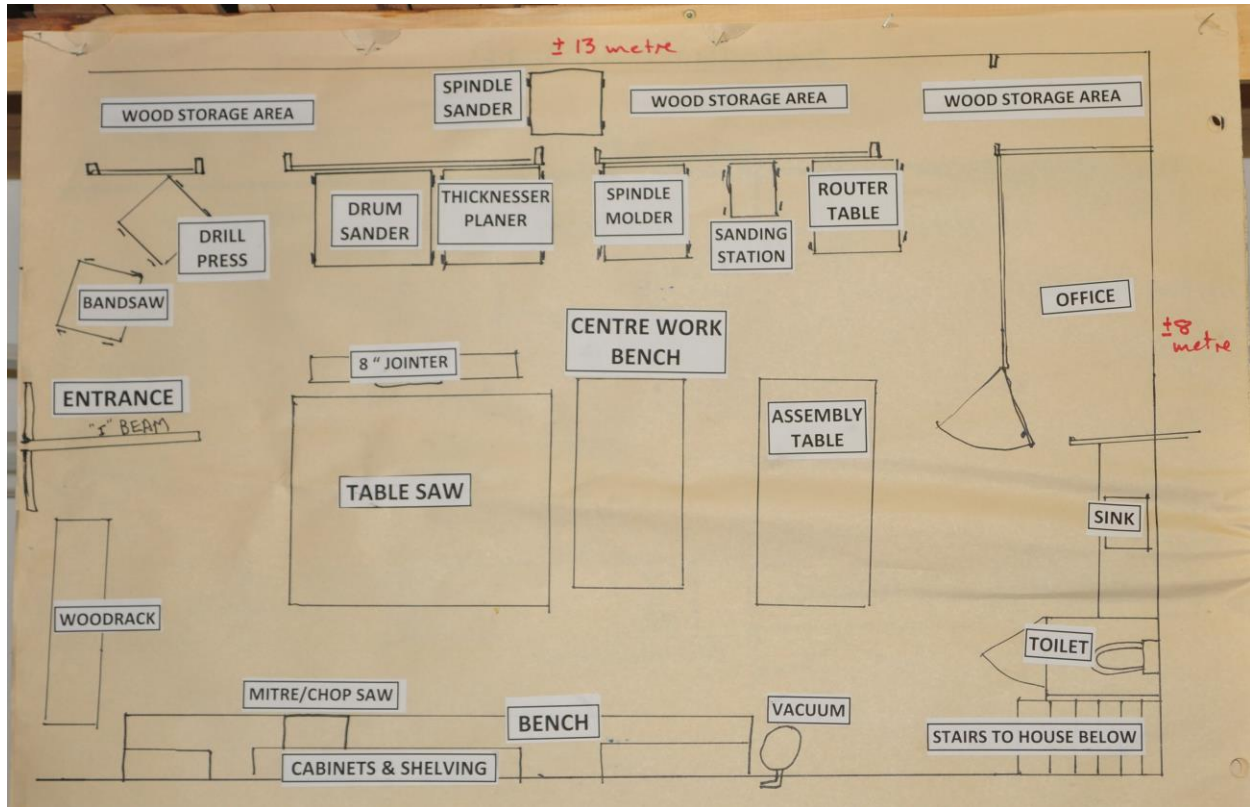 ± 13 metre
SPINDLE
SANDER
WOOD STORAGE AREA
WOOD STORAGE AREA
WOOD STORAGE AREA
DRILL
PRESS
DRUM
SANDER
THICKNESSER
PLANER
SPINDLE
MOLDER
SANDING
STATION
ROUTER
TABLE
BANDSAW
OFFICE
±8
metre
CENTRE WORK
BENCH
8 " JOINTER
ENTRANCE
"I" BEAM
ASSEMBLY
TABLE
TABLE SAW
SINK
WOODRACK
TOILET
MITRE/CHOP SAW
BENCH
VACUUM
STAIRS TO HOUSE BELOW
CABINETS & SHELVING